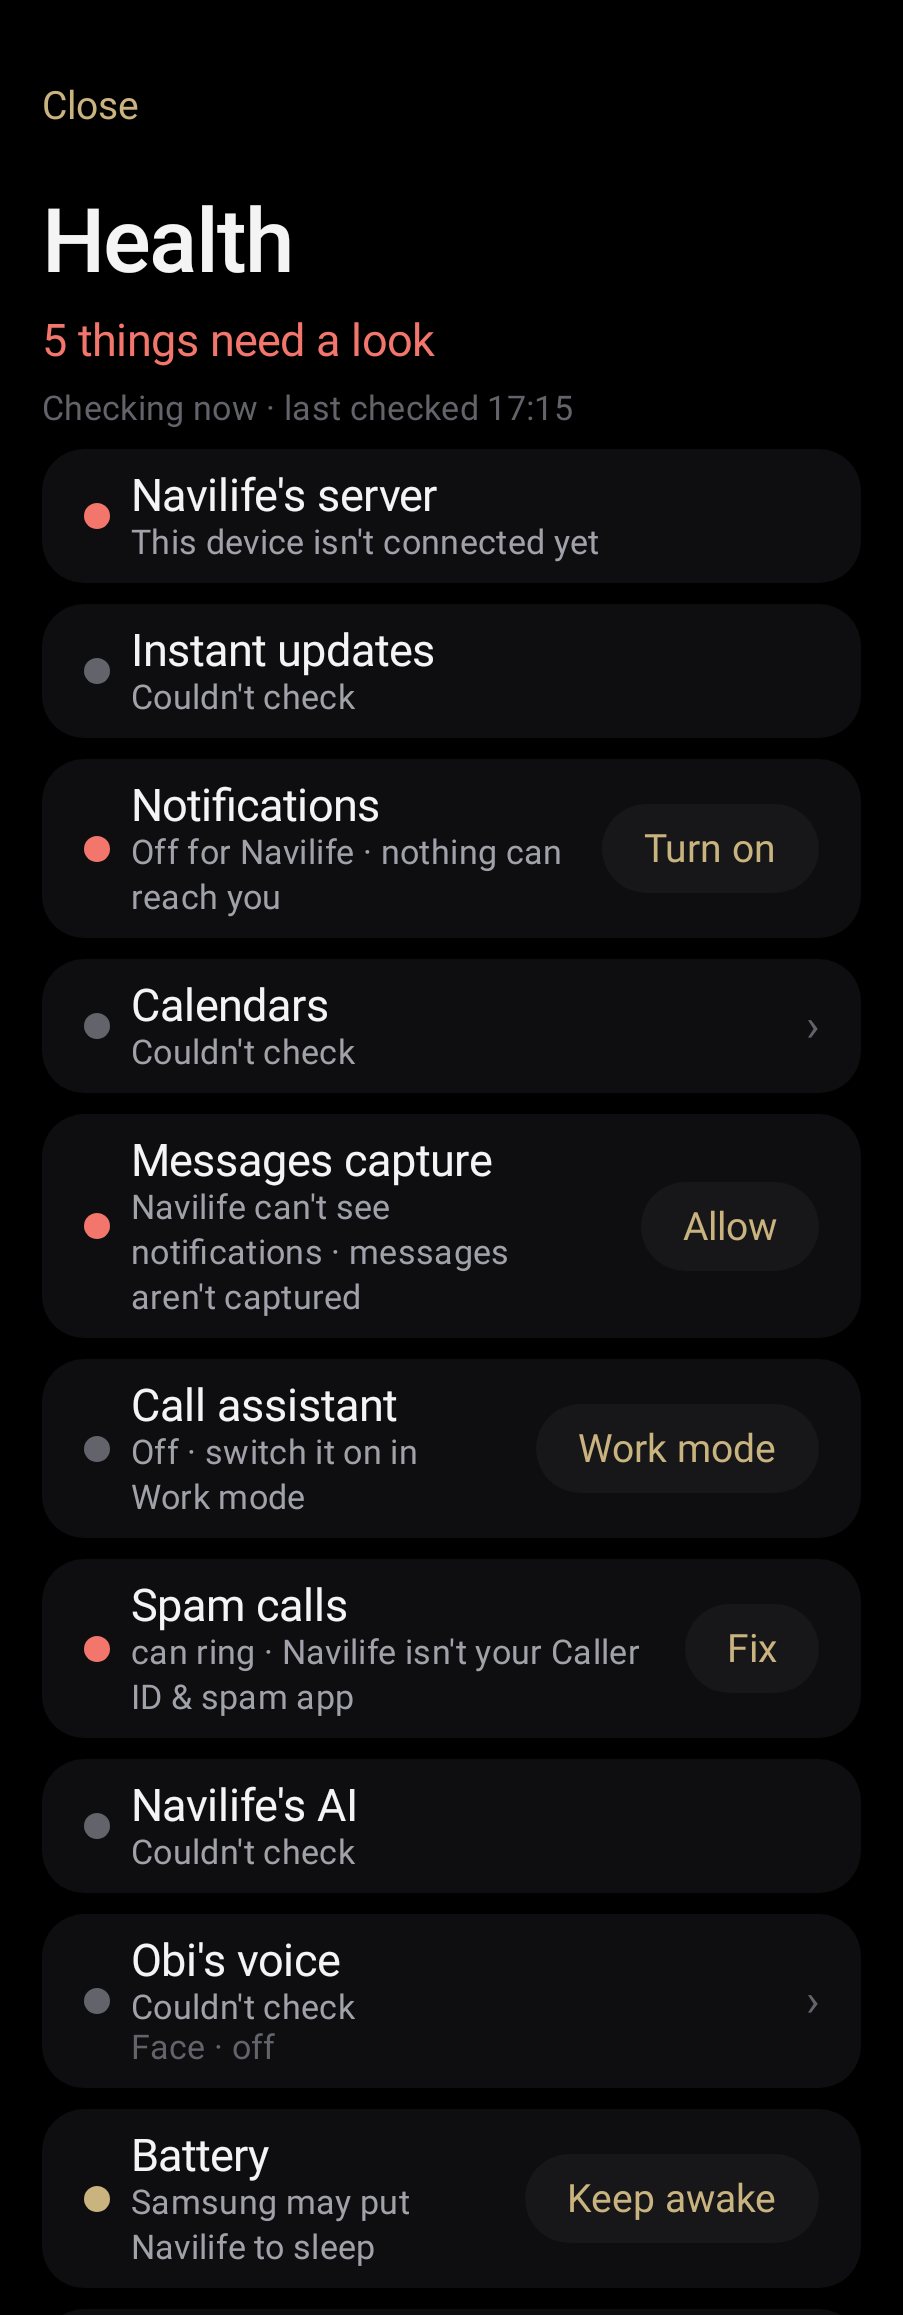 Close
Health
5 things need a look
Checking now · last checked 17:15
Navilife's server
This device isn't connected yet
Instant updates
Couldn't check
Notifications
Off for Navilife · nothing can
reach you
Turn on
Calendars
Couldn't check
›
Messages capture
Navilife can't see
notifications · messages
aren't captured
Allow
Call assistant
Off · switch it on in
Work mode
Work mode
Spam calls
can ring · Navilife isn't your Caller
ID & spam app
Fix
Navilife's AI
Couldn't check
Obi's voice
Couldn't check
Face · off
›
Battery
Samsung may put
Navilife to sleep
Keep awake